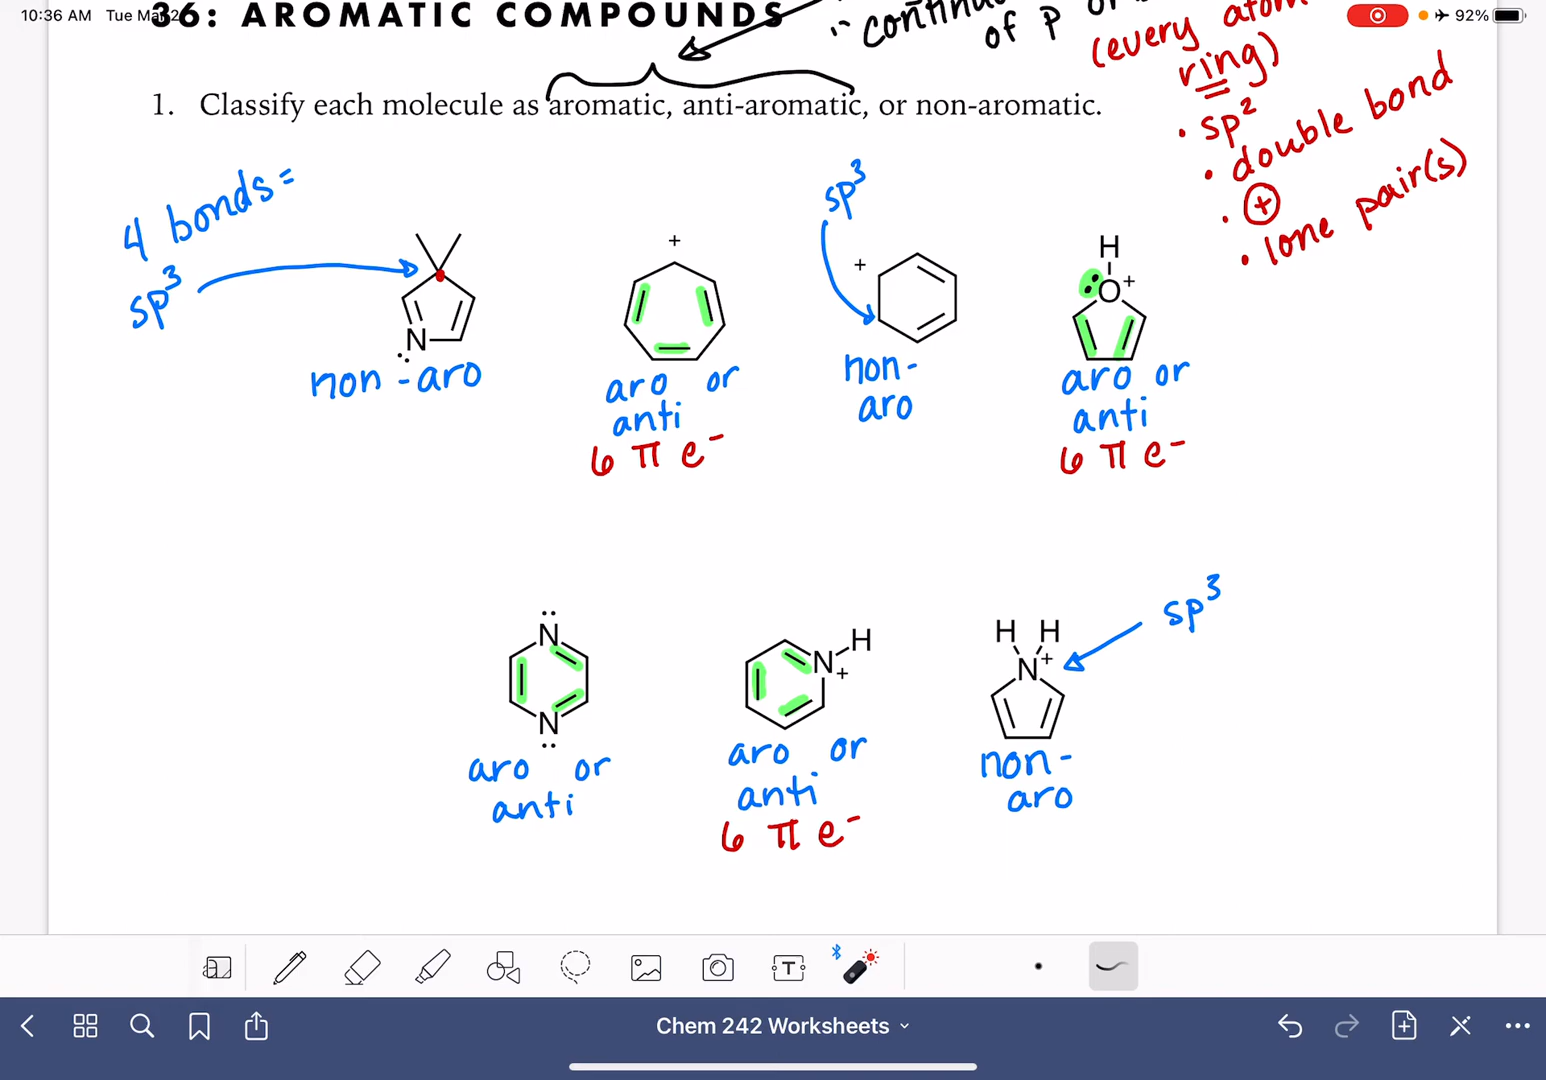 10:36 AM Tue Mar 2
92%
36: AROMATIC COMPOUNDS
∵ continu
of p or
(every atom
ring)
• sp²
• double bond
• ⊕
• lone pair(s)
1. Classify each molecule as aromatic, anti-aromatic, or non-aromatic.
4 bonds =
sp³
N
non-aro
+
aro or
anti
6 π e⁻
sp³
+
non-
aro
H
O+
aro or
anti
6 π e⁻
N
N
aro or
anti
H
N
+
aro or
anti
6 π e⁻
sp³
H H
N+
non-
aro
T
Chem 242 Worksheets